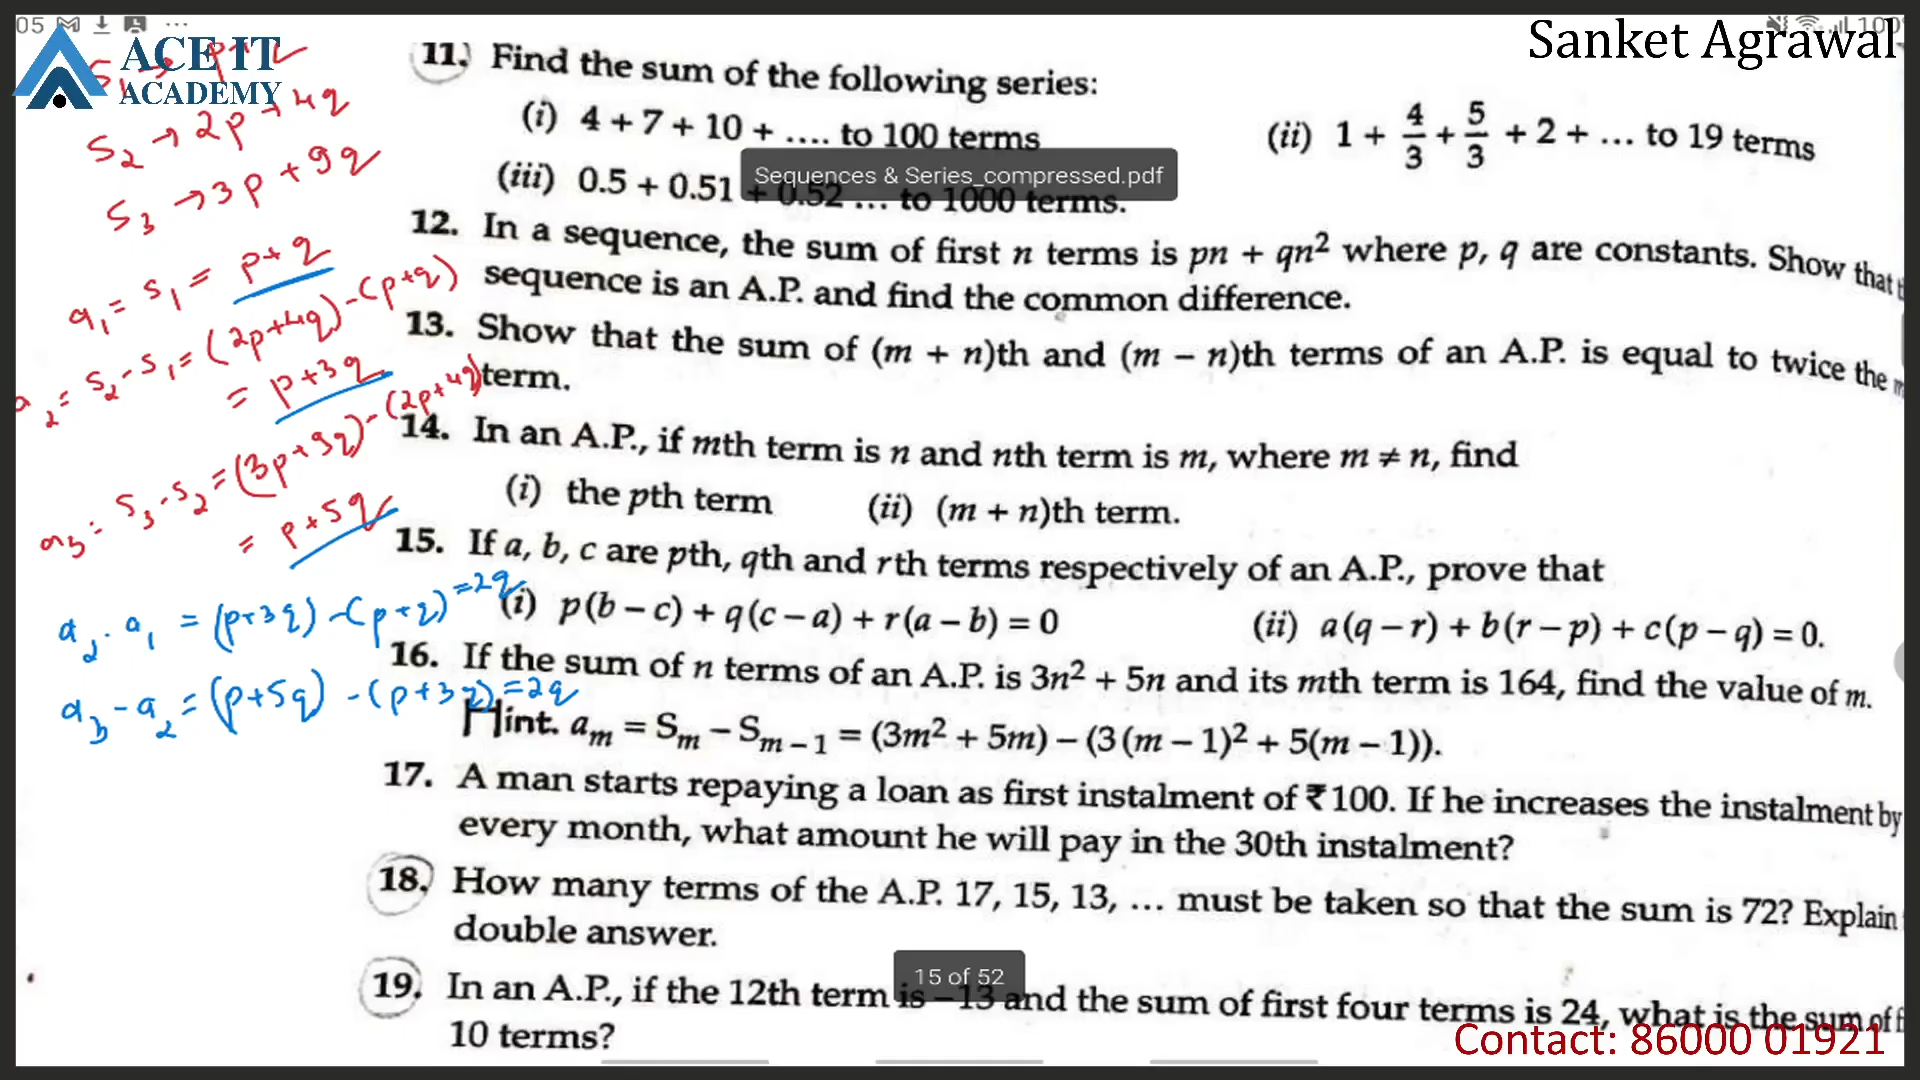 05
100
ACE IT
ACADEMY
Sanket Agrawal
S₁ → p+q
S₂ → 2p+4q
S₃ → 3p+9q
a₁ = S₁ = p+q
a₂ = S₂-S₁ = (2p+4q)-(p+q)
= p+3q
a₃ = S₃-S₂ = (3p+9q)-(2p+4q)
= p+5q
a₂-a₁ = (p+3q)-(p+q) = 2q
a₃-a₂ = (p+5q)-(p+3q) = 2q
11. Find the sum of the following series:
(i) 4 + 7 + 10 + .... to 100 terms
(ii) 1 + 4/3 + 5/3 + 2 + ... to 19 terms
Sequences & Series_compressed.pdf
(iii) 0.5 + 0.51 + 0.52 ... to 1000 terms.
12. In a sequence, the sum of first n terms is pn + qn² where p, q are constants. Show that
sequence is an A.P. and find the common difference.
13. Show that the sum of (m + n)th and (m – n)th terms of an A.P. is equal to twice the m
term.
14. In an A.P., if mth term is n and nth term is m, where m ≠ n, find
(i) the pth term (ii) (m + n)th term.
15. If a, b, c are pth, qth and rth terms respectively of an A.P., prove that
(i) p(b – c) + q(c – a) + r(a – b) = 0 (ii) a(q – r) + b(r – p) + c(p – q) = 0.
16. If the sum of n terms of an A.P. is 3n² + 5n and its mth term is 164, find the value of m.
Hint. aₘ = Sₘ – Sₘ₋₁ = (3m² + 5m) – (3(m – 1)² + 5(m – 1)).
17. A man starts repaying a loan as first instalment of ₹100. If he increases the instalment by
every month, what amount he will pay in the 30th instalment?
18. How many terms of the A.P. 17, 15, 13, ... must be taken so that the sum is 72? Explain
double answer.
15 of 52
19. In an A.P., if the 12th term is –13 and the sum of first four terms is 24, what is the sum of
10 terms?
Contact: 86000 01921